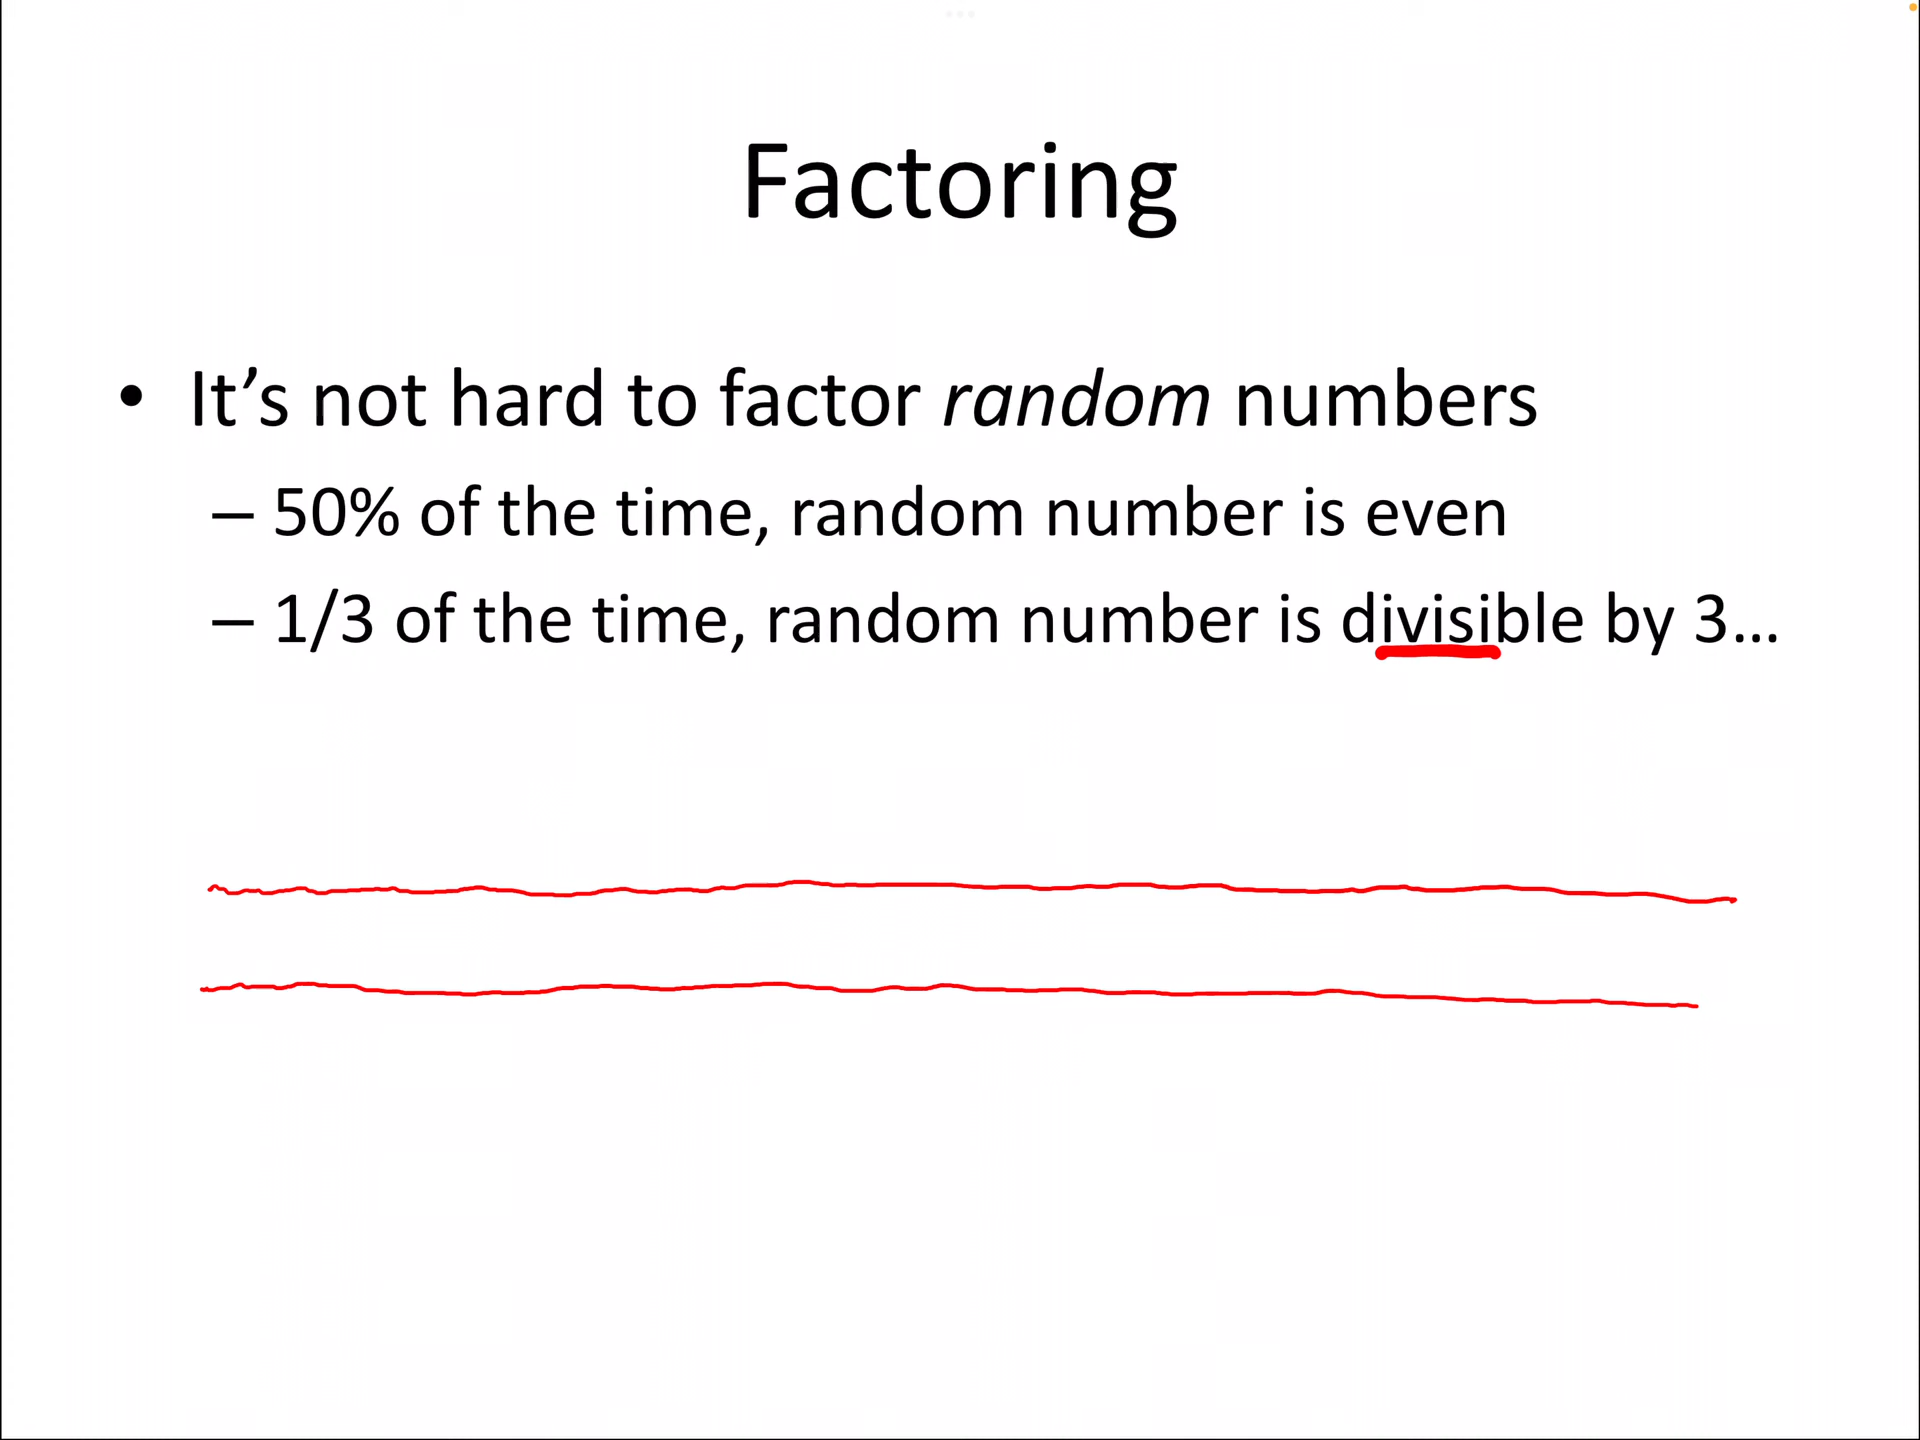 Factoring
• It’s not hard to factor random numbers
– 50% of the time, random number is even
– 1/3 of the time, random number is divisible by 3…